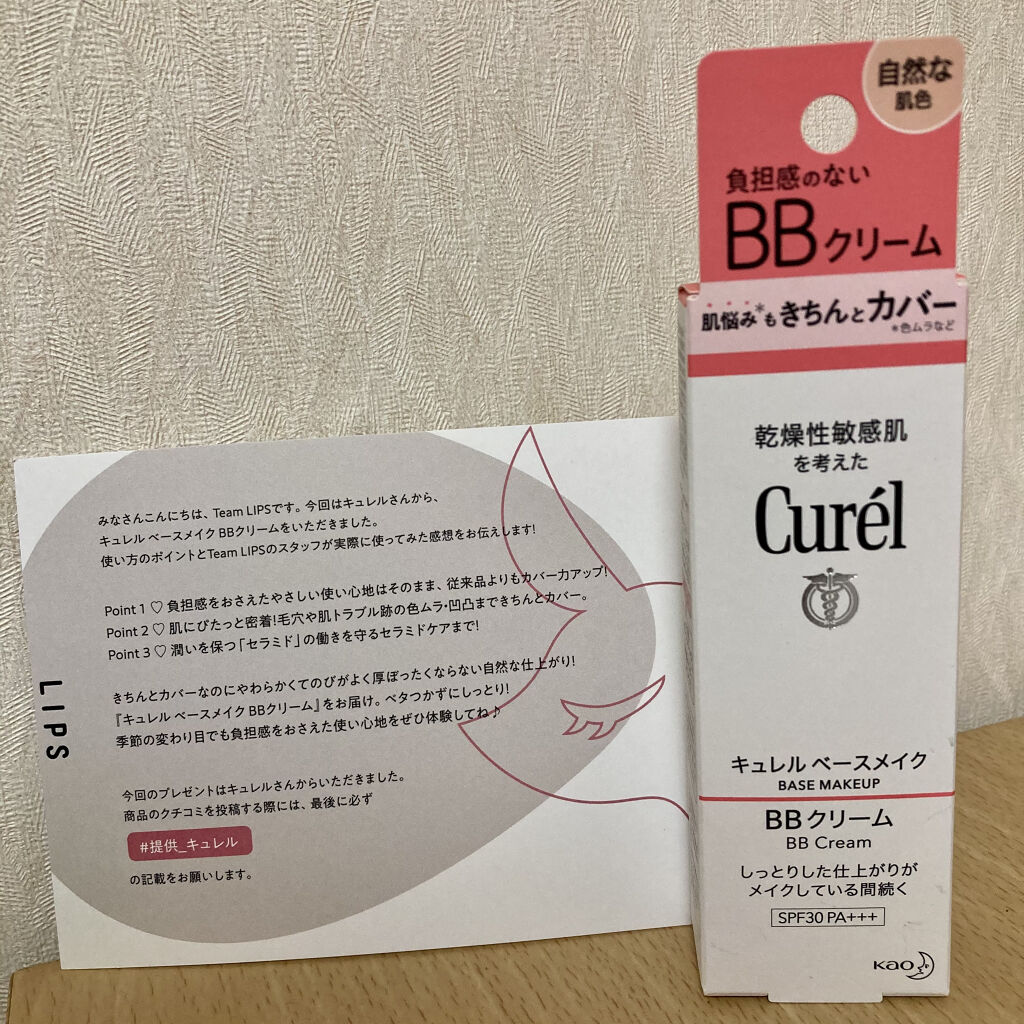 みなさんこんにちは、Team LIPSです。今回はキュレルさんから、
キュレル ベースメイク BBクリームをいただきました。
使い方のポイントとTeam LIPSのスタッフが実際に使ってみた感想をお伝えします!
Point 1 ♡ 負担感をおさえたやさしい使い心地はそのまま、従来品よりもカバー力アップ!
Point 2 ♡ 肌にぴたっと密着!毛穴や肌トラブル跡の色ムラ・凹凸まできちんとカバー。
Point 3 ♡ 潤いを保つ「セラミド」の働きを守るセラミドケアまで!
きちんとカバーなのにやわらかくてのびがよく厚ぼったくならない自然な仕上がり!
『キュレル ベースメイク BBクリーム』をお届け。ベタつかずにしっとり!
季節の変わり目でも負担感をおさえた使い心地をぜひ体験してね♪
今回のプレゼントはキュレルさんからいただきました。
商品のクチコミを投稿する際には、最後に必ず
#提供_キュレル
の記載をお願いします。
LIPS
自然な
肌色
負担感のない
BBクリーム
肌悩み*もきちんとカバー
*色ムラなど
乾燥性敏感肌
を考えた
Curél
キュレル ベースメイク
BASE MAKEUP
BBクリーム
BB Cream
しっとりした仕上がりが
メイクしている間続く
SPF30 PA+++
Kao